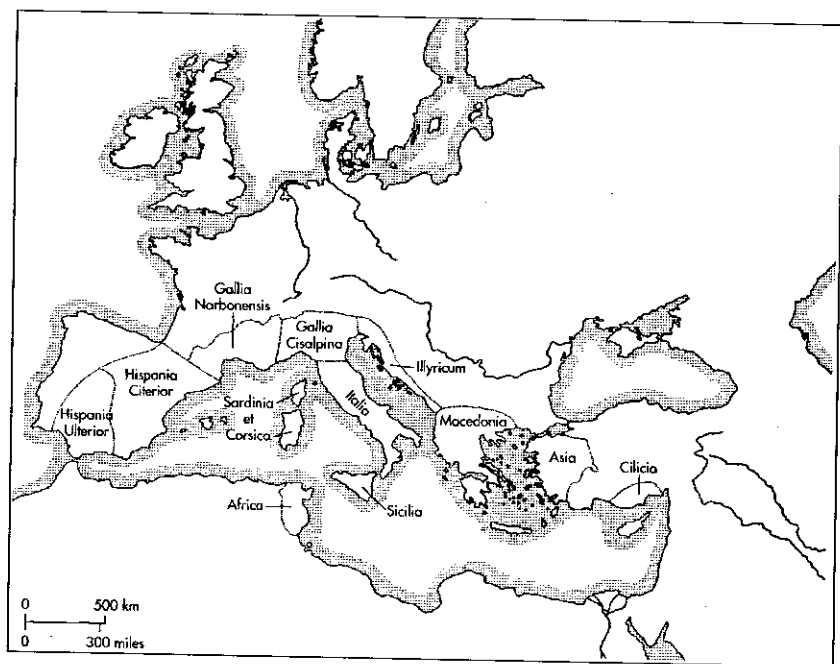 Gallia
Narbonensis
Gallia
Cisalpina
Illyricum
Hispania
Citerior
Hispania
Ulterior
Sardinia
et
Corsica
Italia
Macedonia
Asia
Cilicia
Africa
Sicilia
0 500 km
0 300 miles